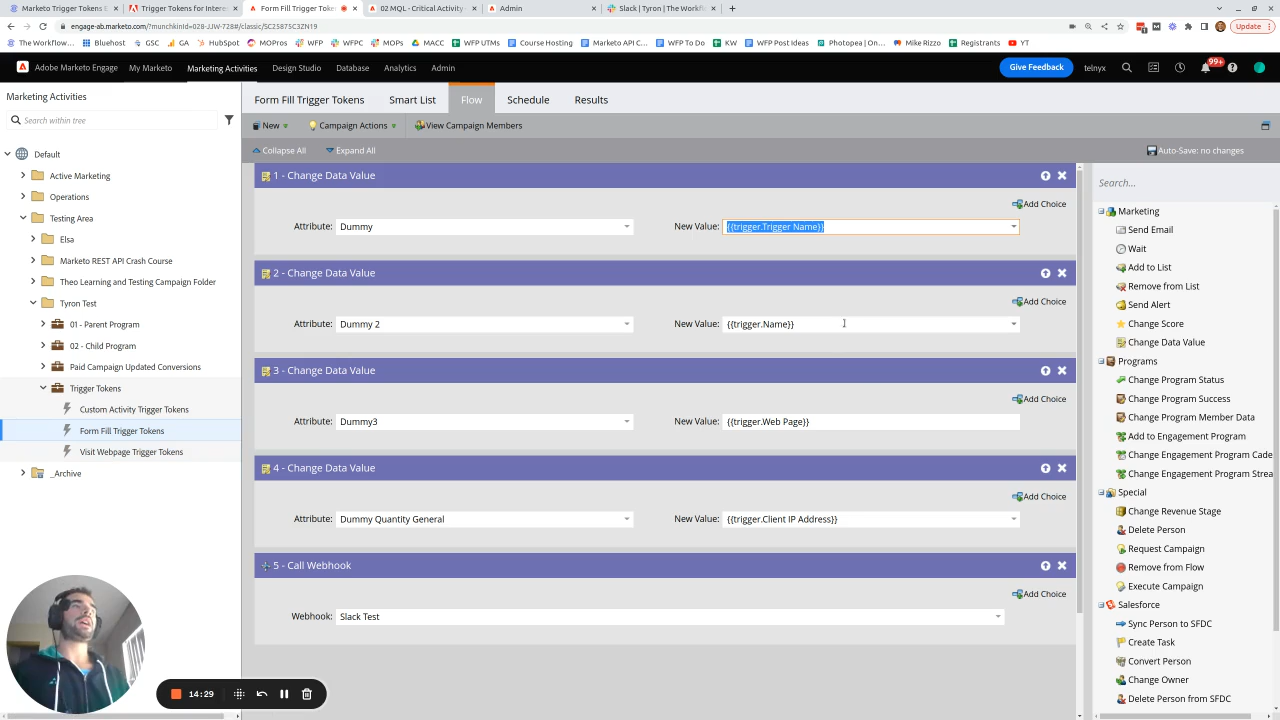 Marketo Trigger Tokens E
Trigger Tokens for Interes
Form Fill Trigger Tokens
02 MQL - Critical Activity -
Admin
Slack | Tyron | The Workfl
engage-ab.marketo.com/?munchkinId=028-JJW-728#/classic/SC25875C3ZN19
Update
The Workflow...
Bluehost
GSC
GA
HubSpot
MOPros
WFP
WFPC
MOPs
MACC
WFP UTMs
Course Hosting
Marketo API C...
WFP To Do
KW
WFP Post Ideas
Photopea | On...
Mike Rizzo
Registrants
YT
Adobe Marketo Engage
My Marketo
Marketing Activities
Design Studio
Database
Analytics
Admin
Give Feedback
99+
telnyx
Marketing Activities
Search within tree
Default
Active Marketing
Operations
Testing Area
Elsa
Marketo REST API Crash Course
Theo Learning and Testing Campaign Folder
Tyron Test
01 - Parent Program
02 - Child Program
Paid Campaign Updated Conversions
Trigger Tokens
Custom Activity Trigger Tokens
Form Fill Trigger Tokens
Visit Webpage Trigger Tokens
_Archive
Form Fill Trigger Tokens
Smart List
Flow
Schedule
Results
New
Campaign Actions
View Campaign Members
Collapse All
Expand All
Auto-Save: no changes
1 - Change Data Value
Add Choice
Attribute: Dummy
New Value: {{trigger.Trigger Name}}
2 - Change Data Value
Add Choice
Attribute: Dummy 2
New Value: {{trigger.Name}}
3 - Change Data Value
Add Choice
Attribute: Dummy3
New Value: {{trigger.Web Page}}
4 - Change Data Value
Add Choice
Attribute: Dummy Quantity General
New Value: {{trigger.Client IP Address}}
5 - Call Webhook
Add Choice
Webhook: Slack Test
Search...
Marketing
Send Email
Wait
Add to List
Remove from List
Send Alert
Change Score
Change Data Value
Programs
Change Program Status
Change Program Success
Change Program Member Data
Add to Engagement Program
Change Engagement Program Cade
Change Engagement Program Strea
Special
Change Revenue Stage
Delete Person
Request Campaign
Remove from Flow
Execute Campaign
Salesforce
Sync Person to SFDC
Create Task
Convert Person
Change Owner
Delete Person from SFDC
14:29